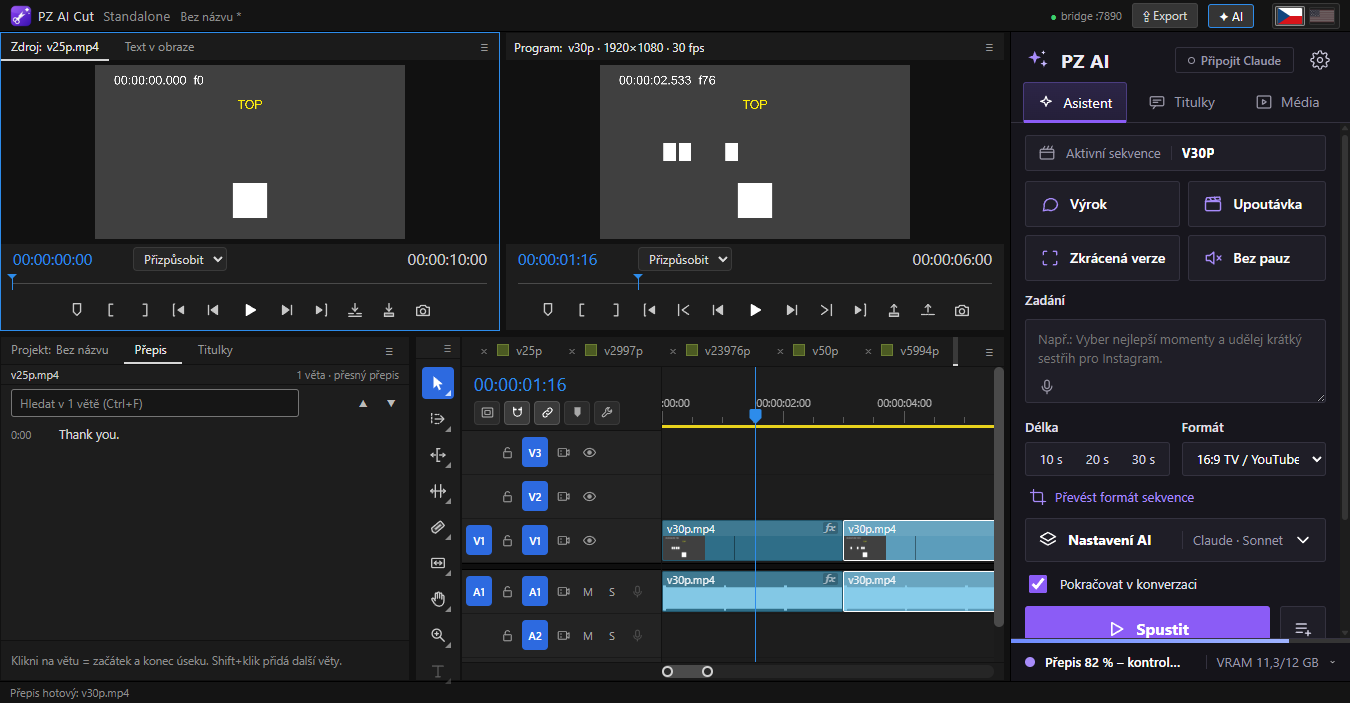 PZ AI Cut Standalone Bez názvu *
bridge :7890 Export AI
Zdroj: v25p.mp4 Text v obraze
00:00:00.000 f0
TOP
00:00:00:00 Přizpůsobit 00:00:10:00
Program: v30p · 1920×1080 · 30 fps
00:00:02.533 f76
TOP
00:00:01:16 Přizpůsobit 00:00:06:00
Projekt: Bez názvu Přepis Titulky
v25p.mp4 1 věta · přesný přepis
Hledat v 1 větě (Ctrl+F)
0:00 Thank you.
Klikni na větu = začátek a konec úseku. Shift+klik přidá další věty.
v25p v2997p v23976p v50p v5994p
00:00:01:16
:00:00 00:00:02:00 00:00:04:00
V3
V2
V1 V1
v30p.mp4 fx v30p.mp4
A1 A1 M S
v30p.mp4 fx v30p.mp4
A2 M S
PZ AI Připojit Claude
Asistent Titulky Média
Aktivní sekvence V30P
Výrok Upoutávka
Zkrácená verze Bez pauz
Zadání
Např.: Vyber nejlepší momenty a udělej krátký
sestřih pro Instagram.
Délka Formát
10 s 20 s 30 s 16:9 TV / YouTube
Převést formát sekvence
Nastavení AI Claude · Sonnet
Pokračovat v konverzaci
Spustit
Přepis 82 % – kontrol... VRAM 11,3/12 GB
Přepis hotový: v30p.mp4